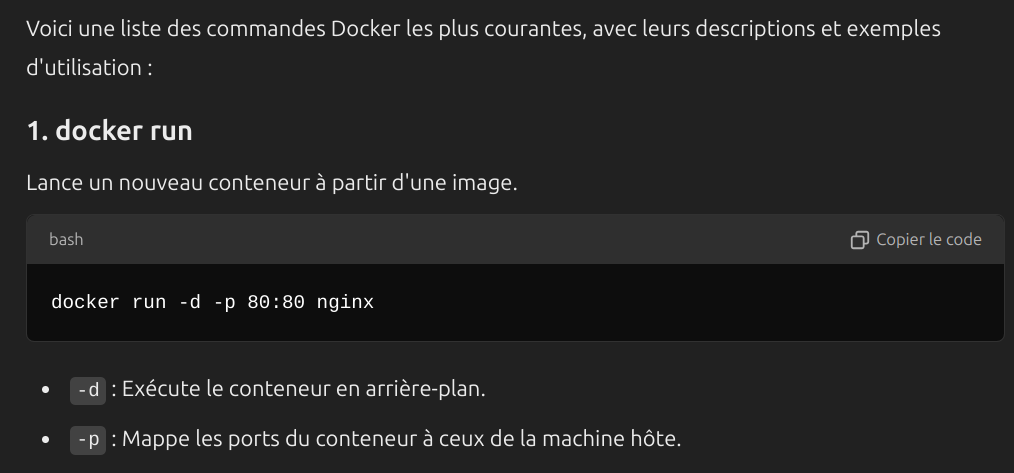 Voici une liste des commandes Docker les plus courantes, avec leurs descriptions et exemples
d'utilisation :
1. docker run
Lance un nouveau conteneur à partir d'une image.
bash
Copier le code
docker run -d -p 80:80 nginx
• -d : Exécute le conteneur en arrière-plan.
• -p : Mappe les ports du conteneur à ceux de la machine hôte.